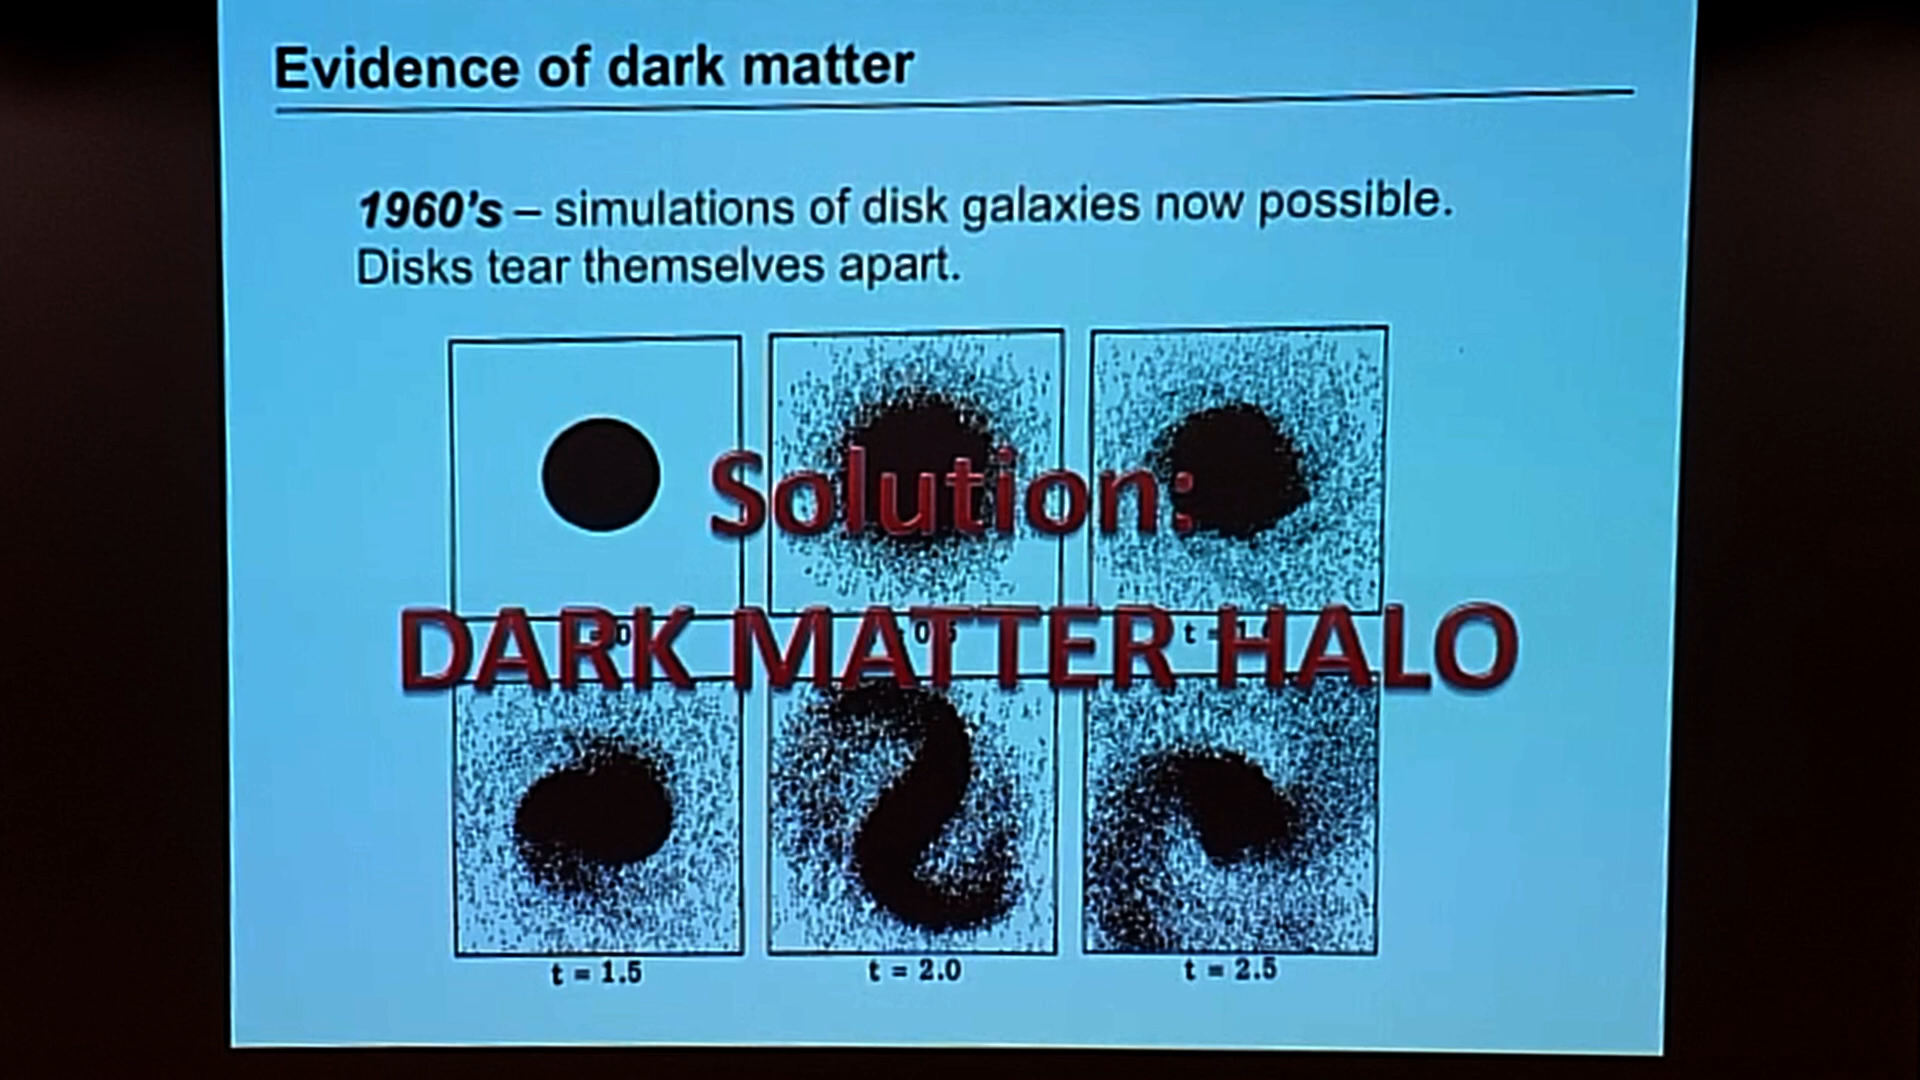 Evidence of dark matter
1960's – simulations of disk galaxies now possible.
Disks tear themselves apart.
Solution:
DARK MATTER HALO
t = 1.5
t = 2.0
t = 2.5